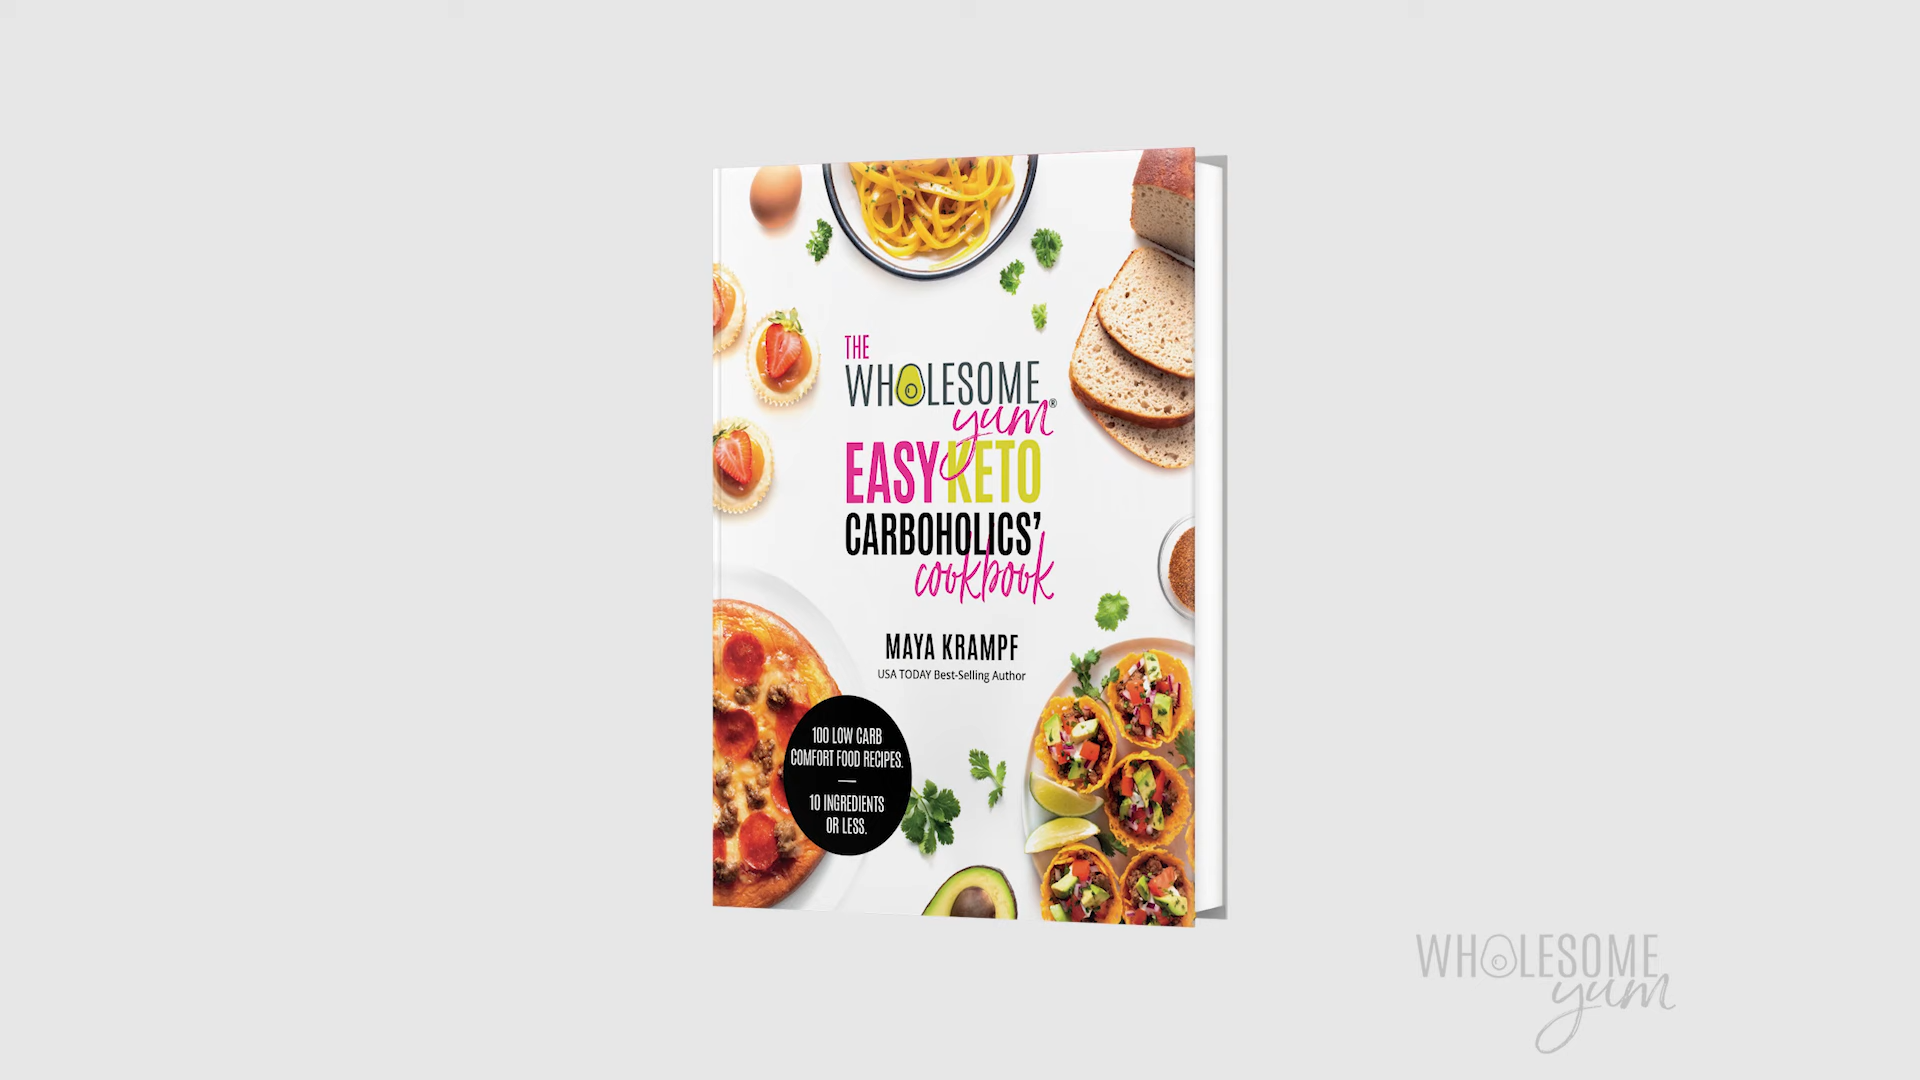 THE
WHOLESOME
yum®
EASY KETO
CARBOHOLICS'
cookbook
MAYA KRAMPF
USA TODAY Best-Selling Author
100 LOW CARB
COMFORT FOOD RECIPES.
10 INGREDIENTS
OR LESS.
WHOLESOME
yum